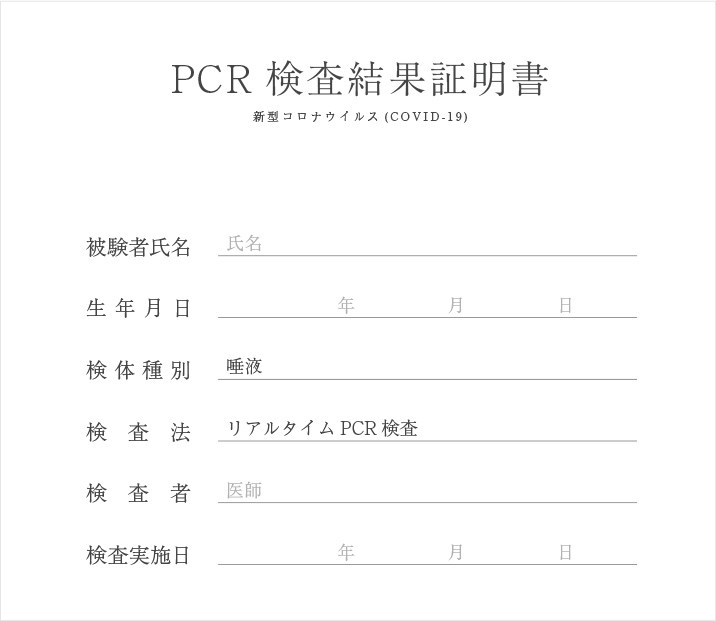 PCR 検査結果証明書
新型コロナウイルス (COVID-19)
被験者氏名 氏名
生年月日 年 月 日
検体種別 唾液
検査法 リアルタイム PCR 検査
検査者 医師
検査実施日 年 月 日